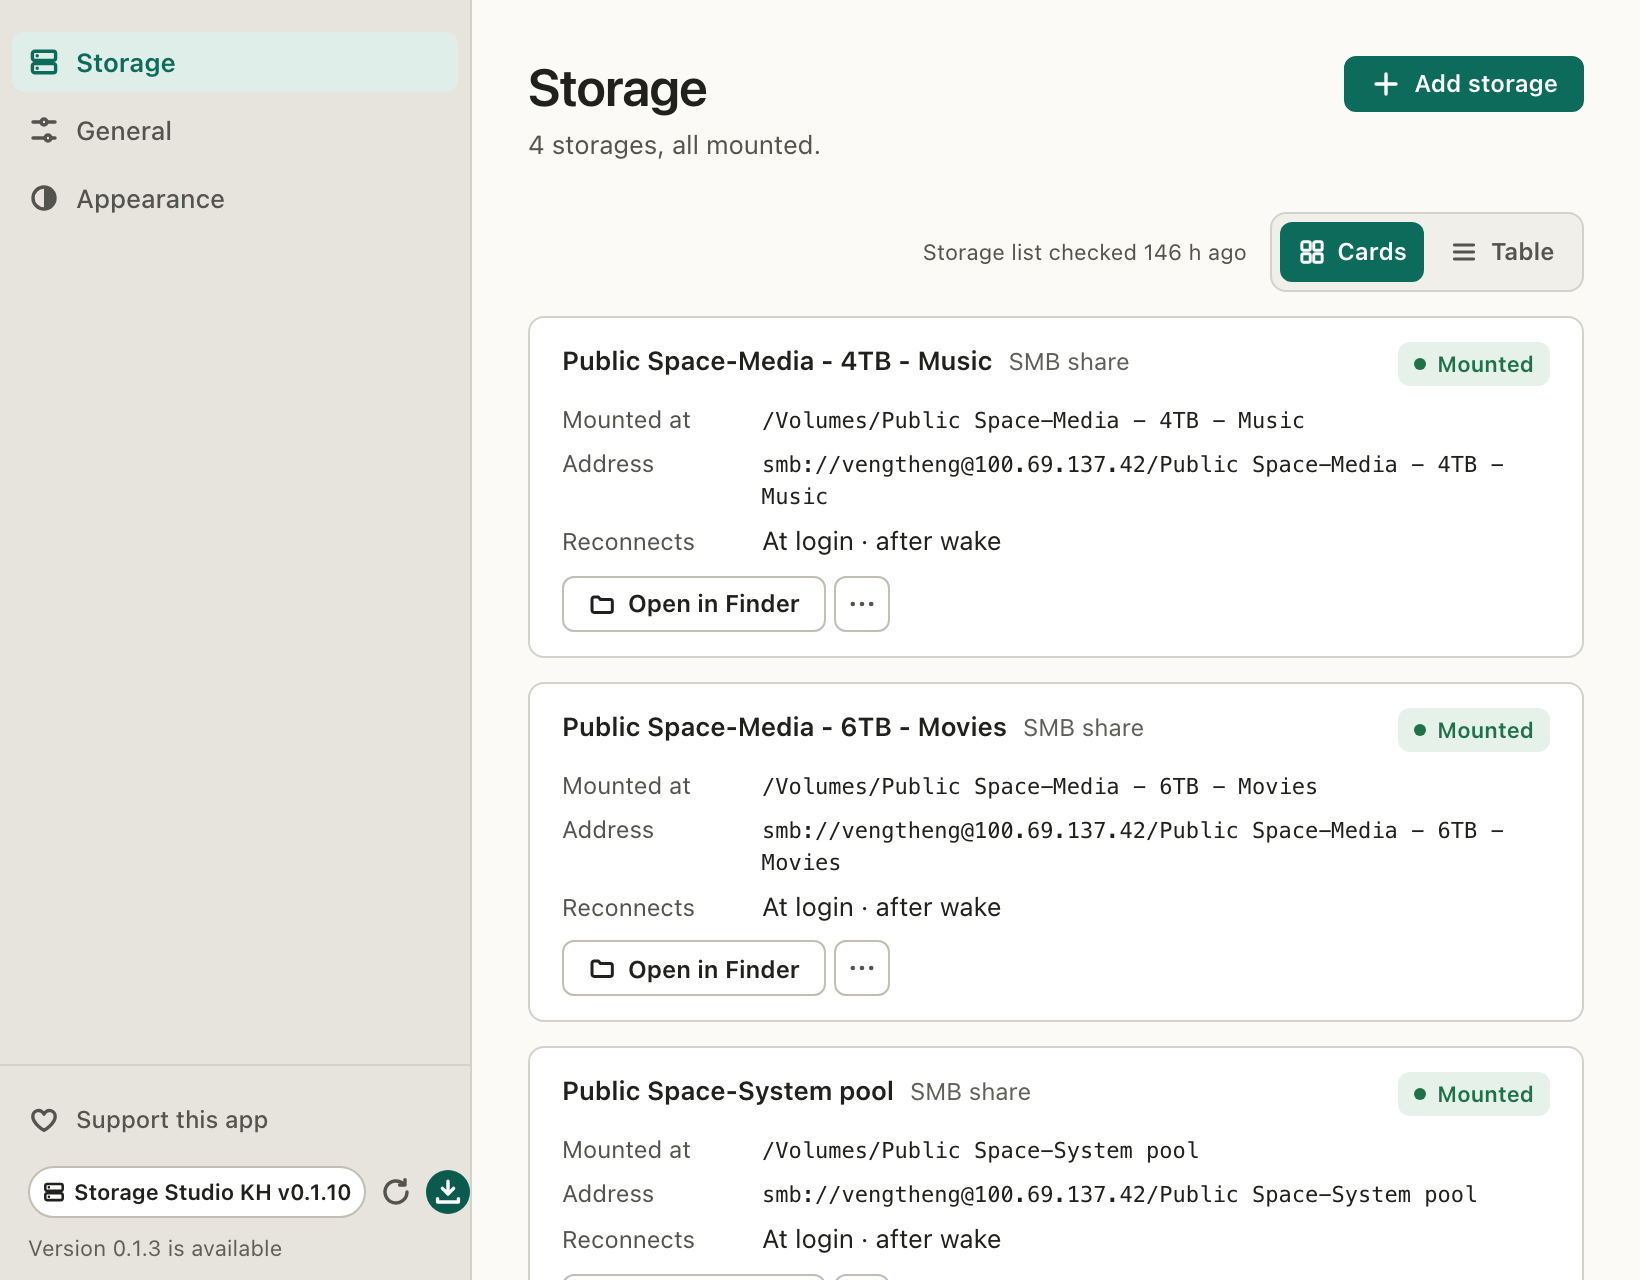 Storage
General
Appearance
Support this app
Storage Studio KH v0.1.10
Version 0.1.3 is available
Storage
4 storages, all mounted.
Add storage
Storage list checked 146 h ago
Cards
Table
Public Space-Media - 4TB - Music SMB share
Mounted
Mounted at /Volumes/Public Space-Media - 4TB - Music
Address smb://vengtheng@100.69.137.42/Public Space-Media - 4TB -
Music
Reconnects At login · after wake
Open in Finder
Public Space-Media - 6TB - Movies SMB share
Mounted
Mounted at /Volumes/Public Space-Media - 6TB - Movies
Address smb://vengtheng@100.69.137.42/Public Space-Media - 6TB -
Movies
Reconnects At login · after wake
Open in Finder
Public Space-System pool SMB share
Mounted
Mounted at /Volumes/Public Space-System pool
Address smb://vengtheng@100.69.137.42/Public Space-System pool
Reconnects At login · after wake